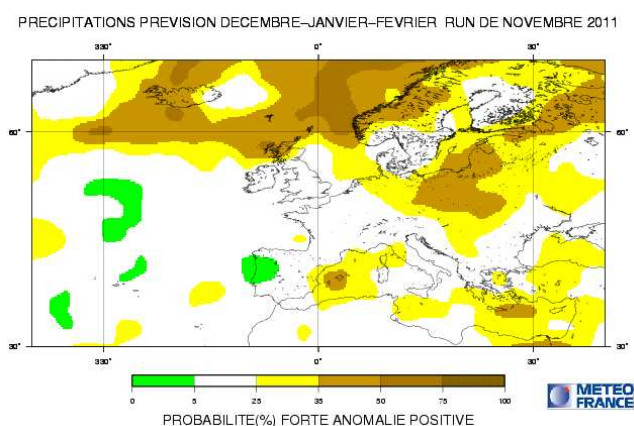 PRECIPITATIONS PREVISION DECEMBRE–JANVIER–FEVRIER RUN DE NOVEMBRE 2011
330° 0° 30°
60° 60°
30° 30°
330° 0° 30°
0 5 25 35 50 75 100
PROBABILITE(%) FORTE ANOMALIE POSITIVE
METEO
FRANCE